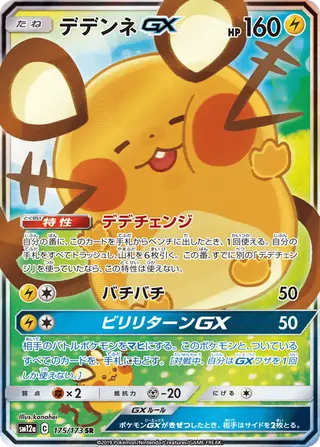 たね デデンネGX HP160
とくせい
特性 デデチェンジ
自分の番に、このカードを手札からベンチに出したとき、1回使える。自分の
手札をすべてトラッシュし、山札を6枚引く。この番、すでに別の「デデチェン
ジ」を使っていたなら、この特性は使えない。
パチパチ 50
ビリリターンGX 50
相手のバトルポケモンをマヒにする。このポケモンと、ついている
すべてのカードを、手札にもどす。[対戦中、自分はGXワザを1回
しか使えない。]
弱点 ×2 抵抗力 -20 にげる
GXルール
ポケモンGXがきぜつしたとき、相手はサイドを2枚とる。
Illus.kanahei
sm12a G 175/173 SR
©2019 Pokémon/Nintendo/Creatures/GAME FREAK